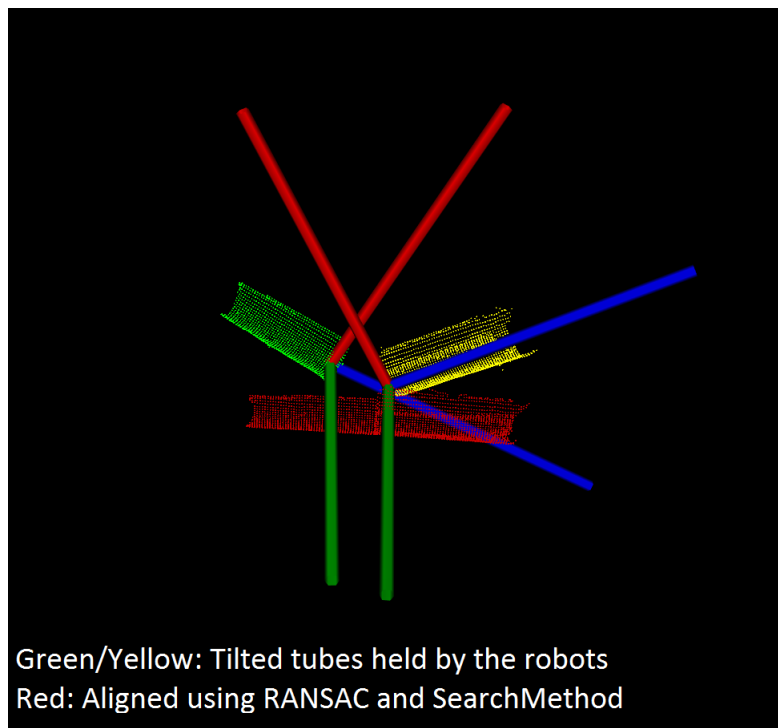 Green/Yellow: Tilted tubes held by the robots
Red: Aligned using RANSAC and SearchMethod